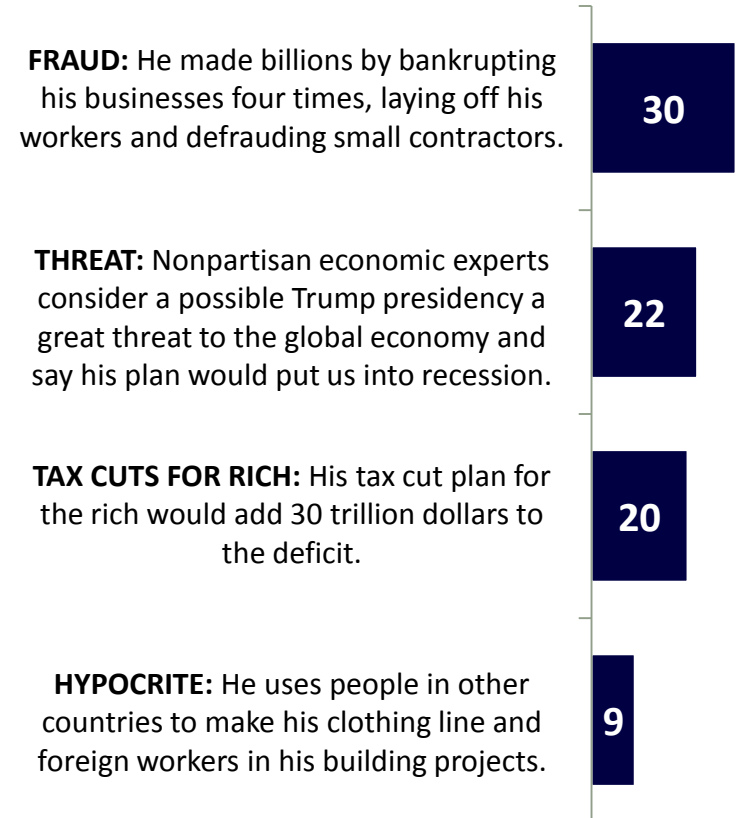 FRAUD: He made billions by bankrupting
his businesses four times, laying off his
workers and defrauding small contractors.
30
THREAT: Nonpartisan economic experts
consider a possible Trump presidency a
great threat to the global economy and
say his plan would put us into recession.
22
TAX CUTS FOR RICH: His tax cut plan for
the rich would add 30 trillion dollars to
the deficit.
20
HYPOCRITE: He uses people in other
countries to make his clothing line and
foreign workers in his building projects.
9